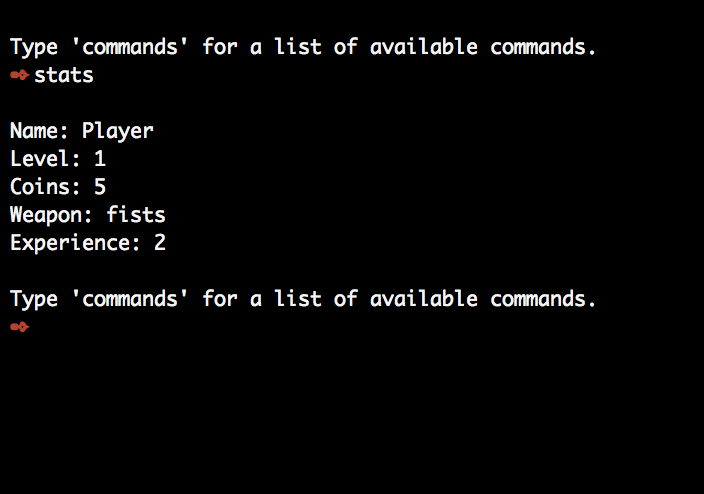 Type 'commands' for a list of available commands.
stats
Name: Player
Level: 1
Coins: 5
Weapon: fists
Experience: 2
Type 'commands' for a list of available commands.